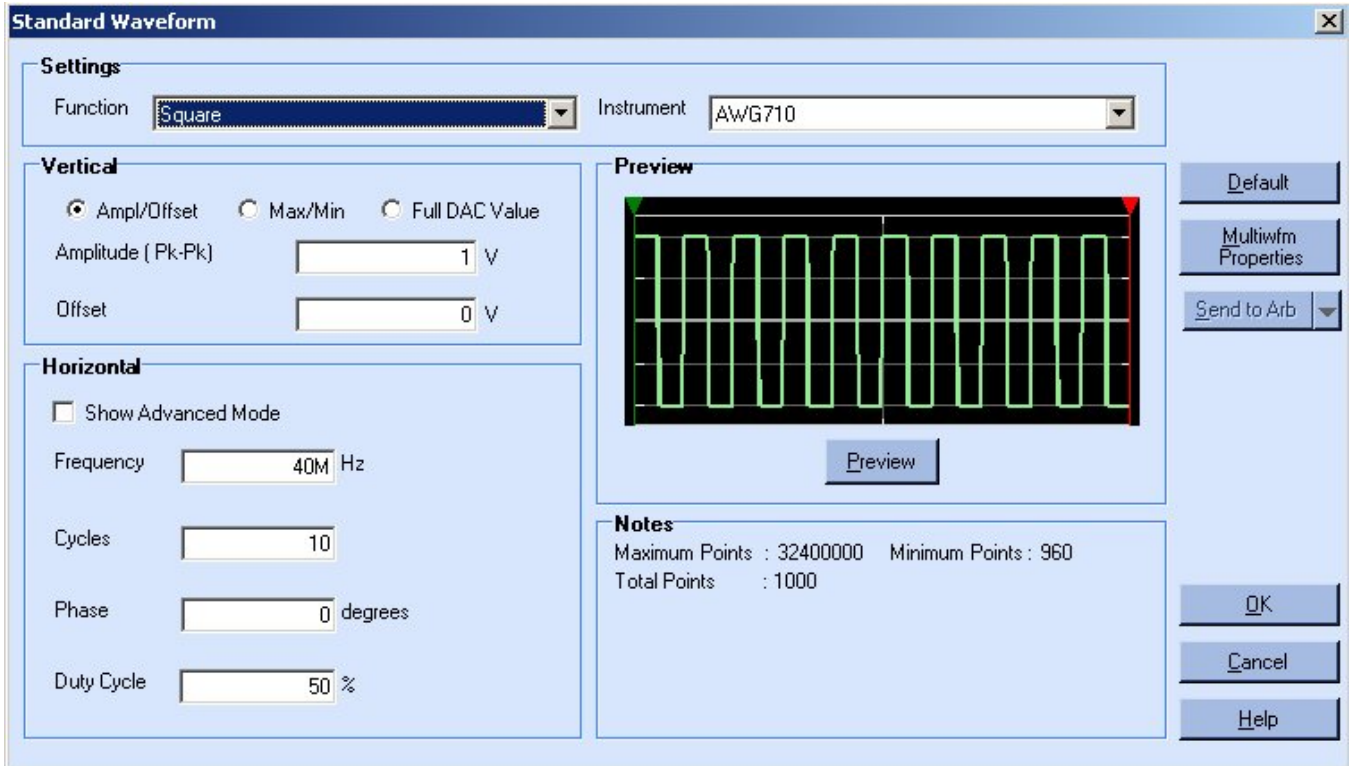 Standard Waveform
Settings
Function Square Instrument AWG710
Vertical
Ampl/Offset Max/Min Full DAC Value
Amplitude ( Pk-Pk) 1 V
Offset 0 V
Horizontal
Show Advanced Mode
Frequency 40M Hz
Cycles 10
Phase 0 degrees
Duty Cycle 50 %
Preview
Preview
Notes
Maximum Points : 32400000 Minimum Points : 960
Total Points : 1000
Default
Multiwfm
Properties
Send to Arb
OK
Cancel
Help